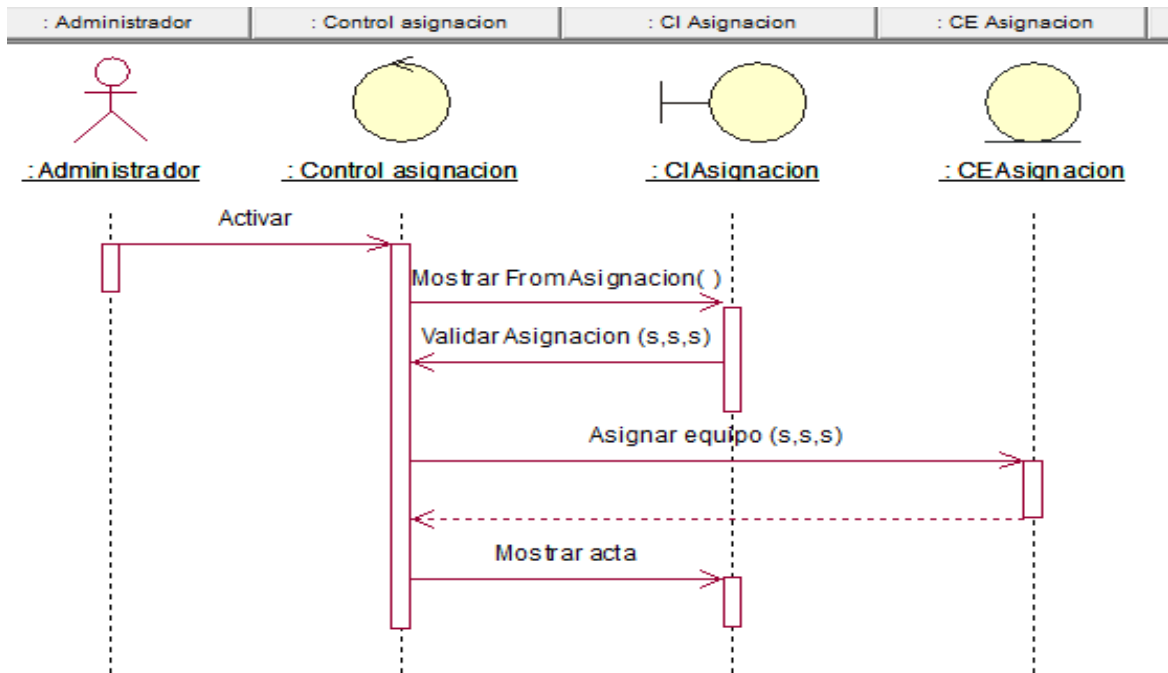 : Administrador
: Control asignacion
: CI Asignacion
: CE Asignacion
: Administrador
: Control asignacion
: CIAsignacion
: CEAsignacion
Activar
Mostrar FromAsignacion( )
Validar Asignacion (s,s,s)
Asignar equipo (s,s,s)
Mostrar acta